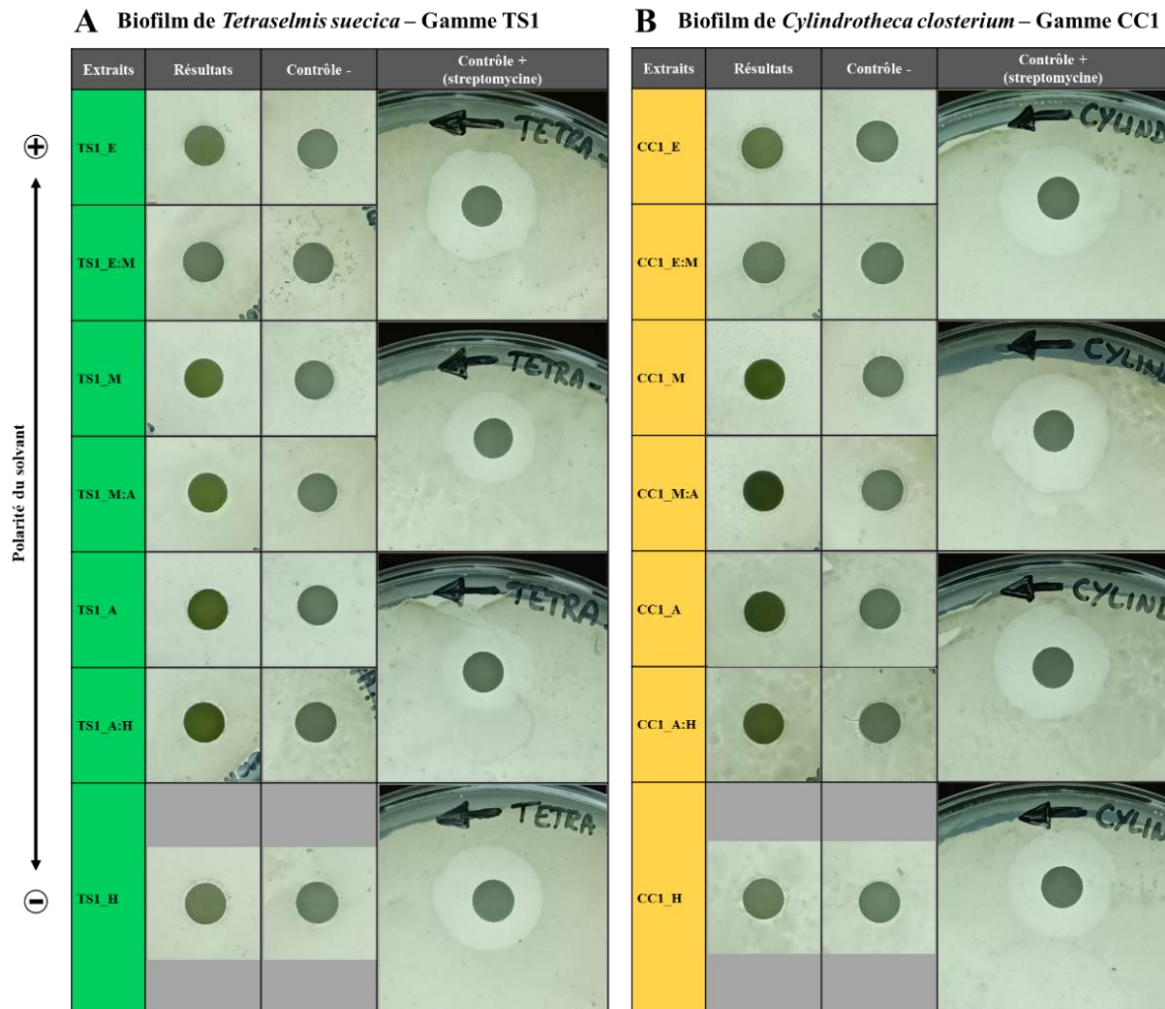 A Biofilm de Tetraselmis suecica – Gamme TS1
Extraits Résultats Contrôle - Contrôle +
(streptomycine)
TS1_E
TETRA-
TS1_E:M
TS1_M
TETRA-
TS1_M:A
TS1_A
TETRA
TS1_A:H
TS1_H
TETRA
B Biofilm de Cylindrotheca closterium – Gamme CC1
Extraits Résultats Contrôle - Contrôle +
(streptomycine)
CC1_E
CYLIND
CC1_E:M
CC1_M
CYLIN
CC1_M:A
CC1_A
CYLIND
CC1_A:H
CC1_H
CYLIN
+
Polarité du solvant
-